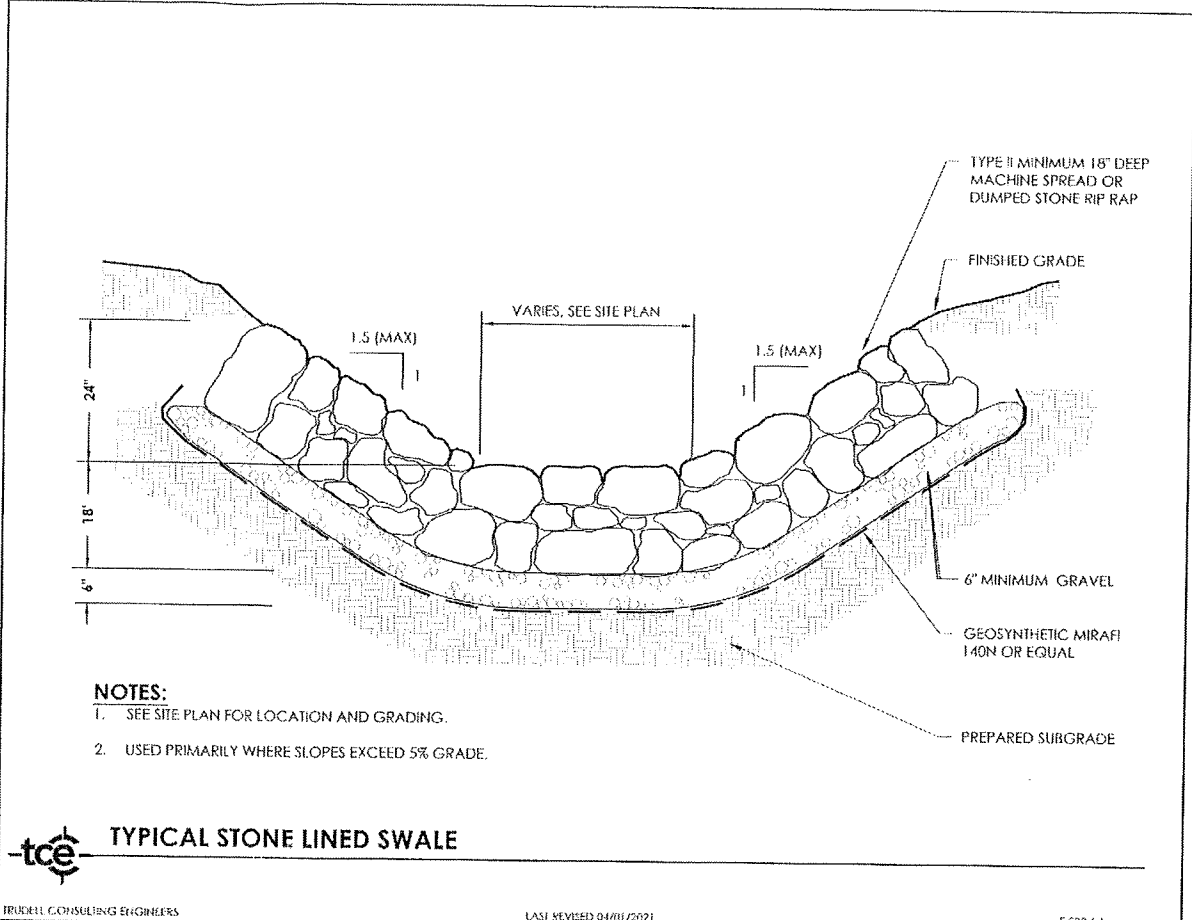 TYPE II MINIMUM 18" DEEP
MACHINE SPREAD OR
DUMPED STONE RIP RAP
FINISHED GRADE
VARIES, SEE SITE PLAN
1.5 (MAX)
1
1.5 (MAX)
1
24"
18'
6"
6" MINIMUM GRAVEL
GEOSYNTHETIC MIRAFI
140N OR EQUAL
PREPARED SUBGRADE
NOTES:
1. SEE SITE PLAN FOR LOCATION AND GRADING.
2. USED PRIMARILY WHERE SLOPES EXCEED 5% GRADE.
tce
TYPICAL STONE LINED SWALE
TRUDELL CONSULTING ENGINEERS
LAST REVISED 04/01/2021